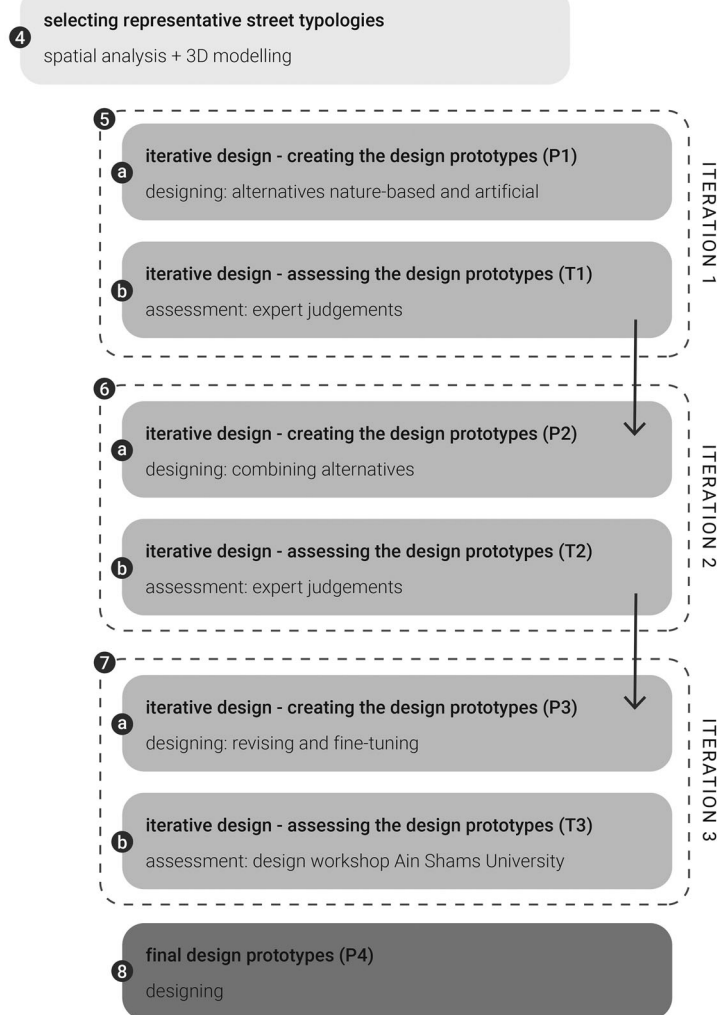 4
selecting representative street typologies
spatial analysis + 3D modelling
5
ITERATION 1
a
iterative design - creating the design prototypes (P1)
designing: alternatives nature-based and artificial
b
iterative design - assessing the design prototypes (T1)
assessment: expert judgements
6
ITERATION 2
a
iterative design - creating the design prototypes (P2)
designing: combining alternatives
b
iterative design - assessing the design prototypes (T2)
assessment: expert judgements
7
ITERATION 3
a
iterative design - creating the design prototypes (P3)
designing: revising and fine-tuning
b
iterative design - assessing the design prototypes (T3)
assessment: design workshop Ain Shams University
8
final design prototypes (P4)
designing